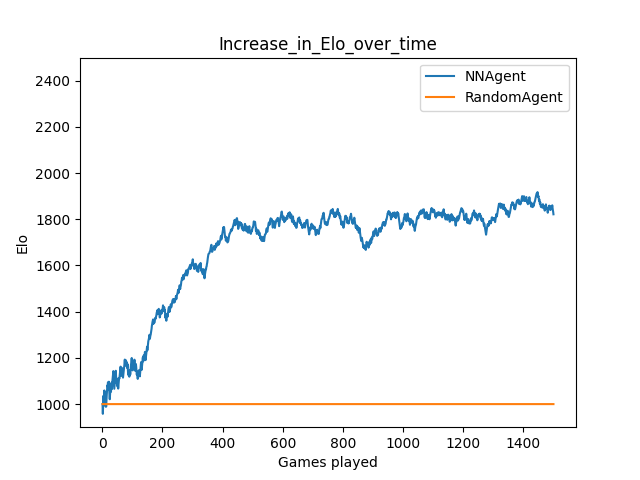 Increase_in_Elo_over_time
NNAgent
RandomAgent
2400
2200
2000
1800
1600
1400
1200
1000
Elo
0 200 400 600 800 1000 1200 1400
Games played